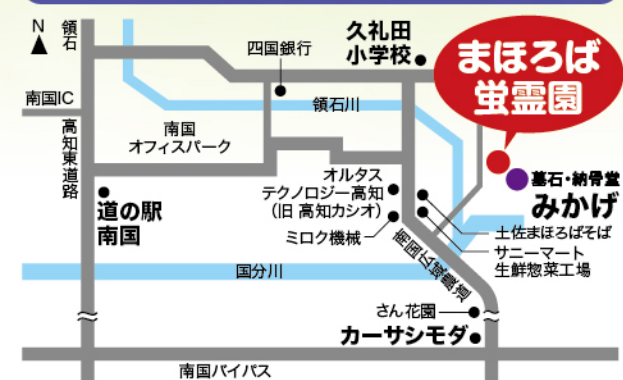 N
領石
四国銀行
久礼田
小学校
まほろば
蛍霊園
南国IC
領石川
南国
オフィスパーク
高知東道路
オルタス
テクノロジー高知
(旧 高知カシオ)
墓石・納骨堂
みかげ
道の駅
南国
ミロク機械
土佐まほろばそば
サニーマート
生鮮惣菜工場
南国広域農道
国分川
さん花園
カーサシモダ
南国バイパス